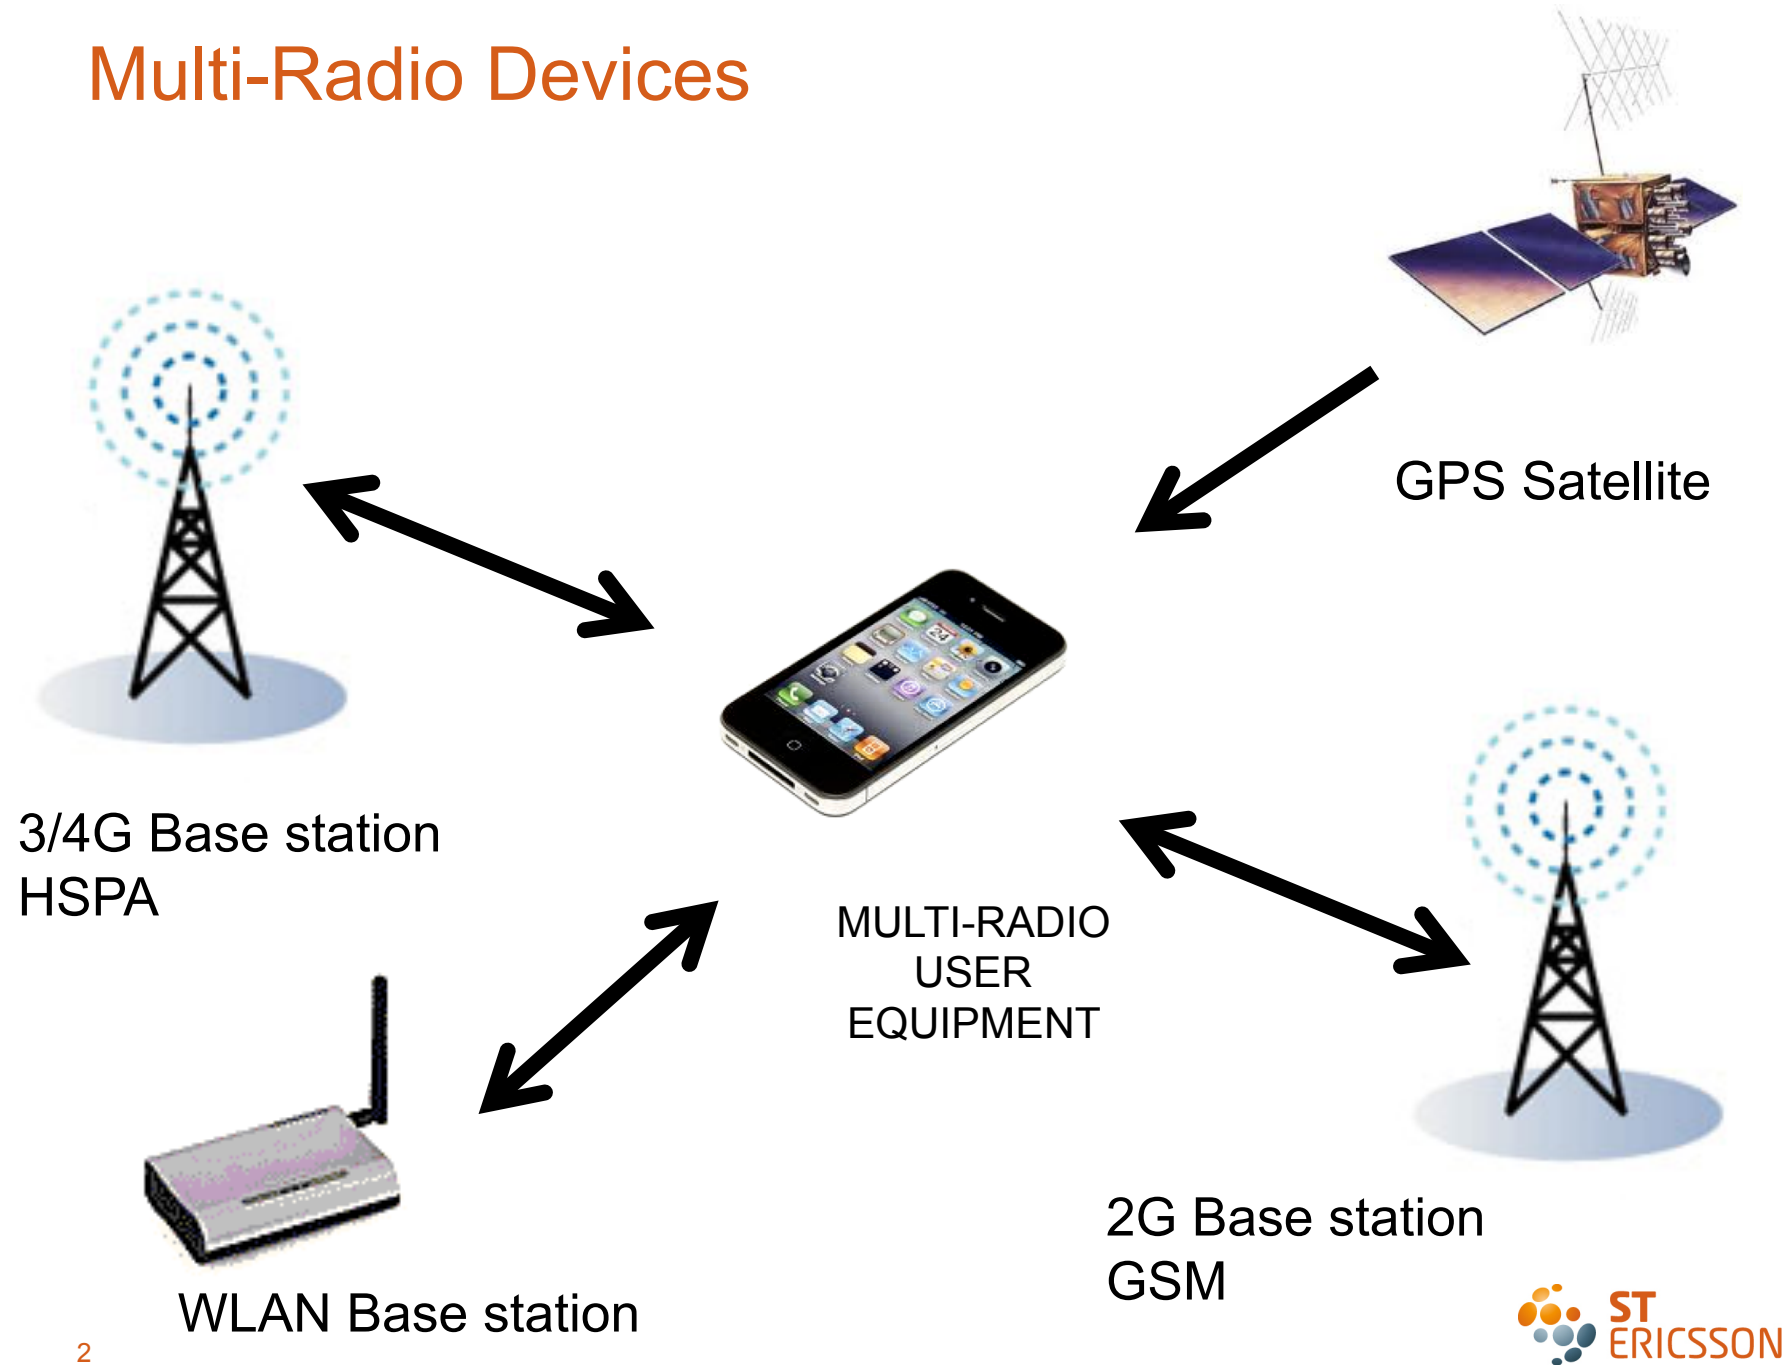 Multi-Radio Devices
GPS Satellite
3/4G Base station
HSPA
MULTI-RADIO
USER
EQUIPMENT
2G Base station
GSM
WLAN Base station
2
ST
ERICSSON